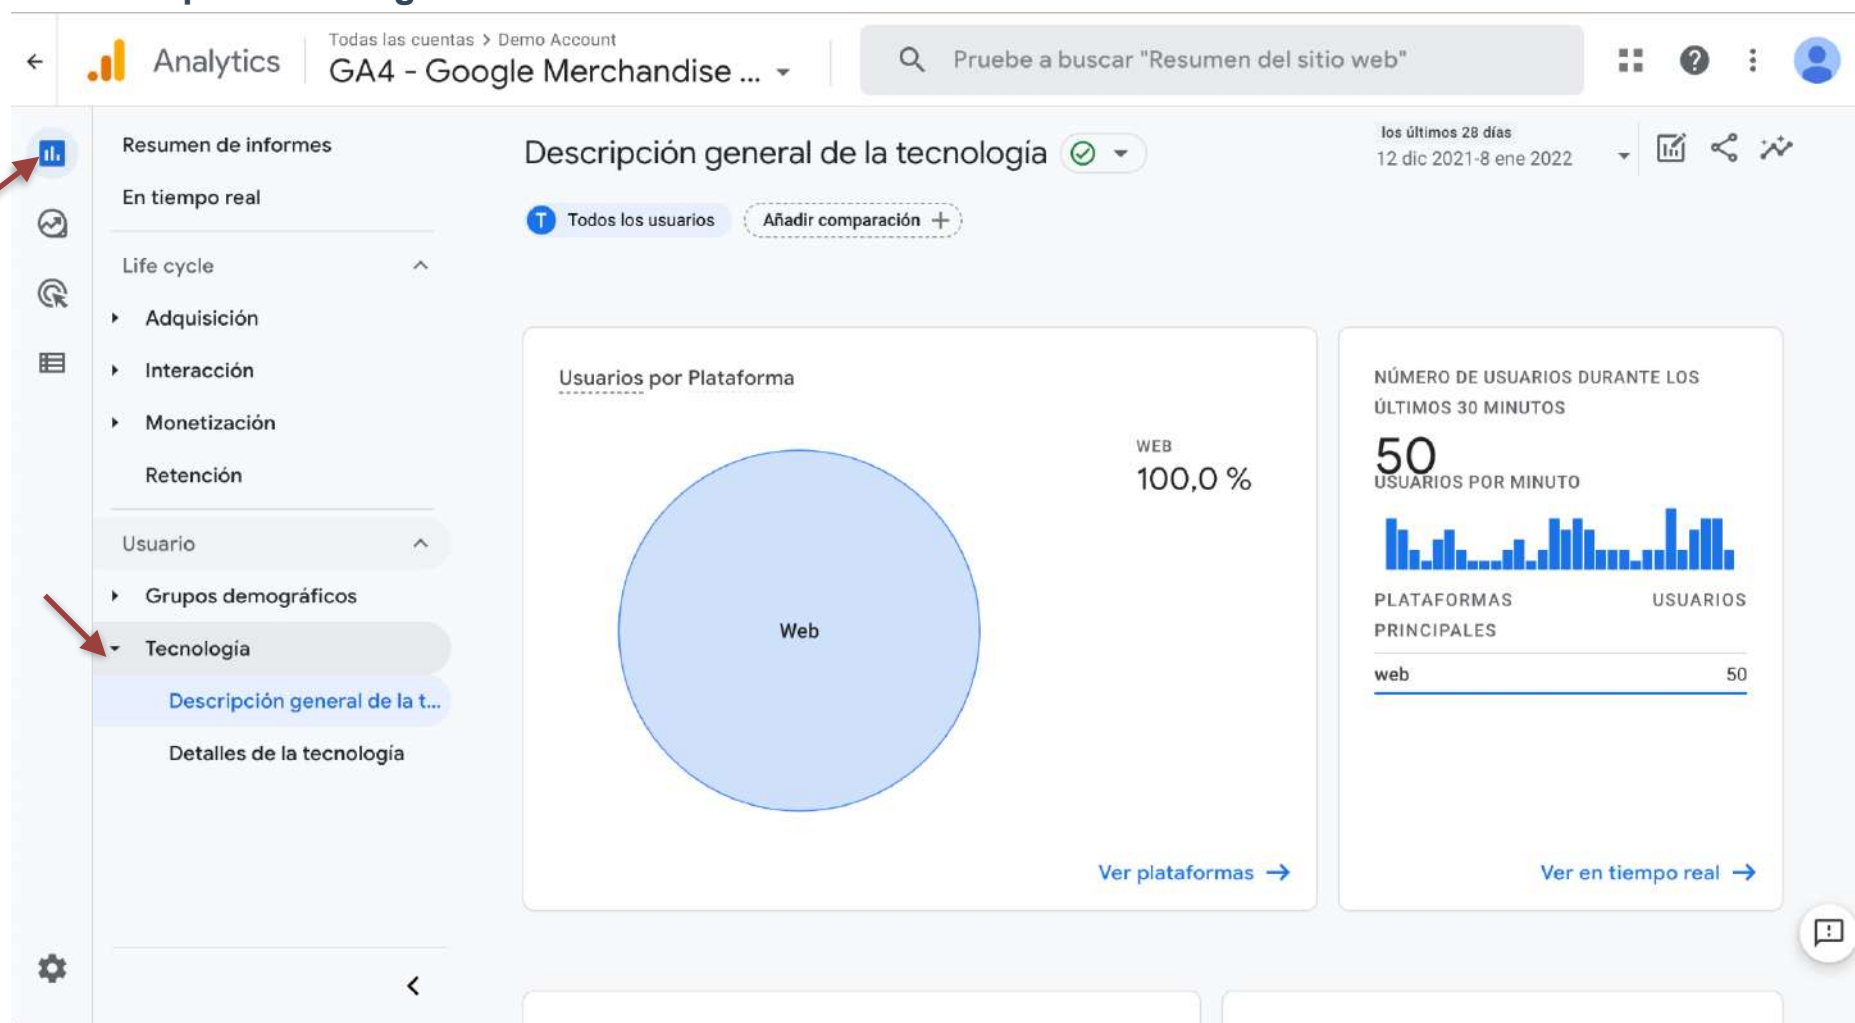 Analytics
Todas las cuentas > Demo Account
GA4 - Google Merchandise ...
Pruebe a buscar "Resumen del sitio web"
Resumen de informes
En tiempo real
Life cycle
Adquisición
Interacción
Monetización
Retención
Usuario
Grupos demográficos
Tecnología
Descripción general de la t...
Detalles de la tecnología
Descripción general de la tecnología
los últimos 28 días
12 dic 2021-8 ene 2022
T Todos los usuarios
Añadir comparación +
Usuarios por Plataforma
WEB
100,0 %
Web
Ver plataformas →
NÚMERO DE USUARIOS DURANTE LOS
ÚLTIMOS 30 MINUTOS
50
USUARIOS POR MINUTO
PLATAFORMAS PRINCIPALES
USUARIOS
web 50
Ver en tiempo real →